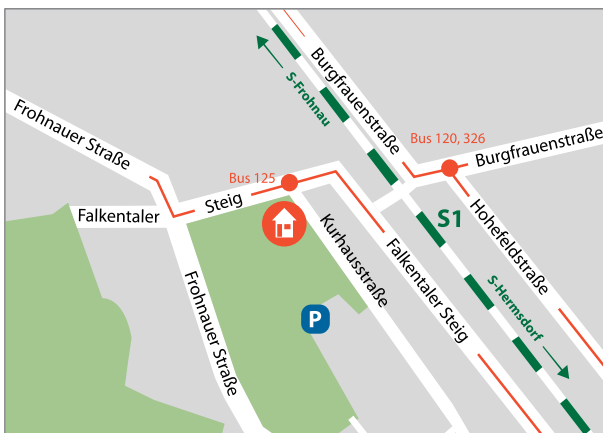 Burgfrauenstraße
S-Frohnau
Frohnauer Straße
Bus 120, 326
Burgfrauenstraße
Bus 125
Steig
Falkentaler
Kurhausstraße
S1
Hohefeldstraße
Falkentaler Steig
Frohnauer Straße
S-Hermsdorf
P